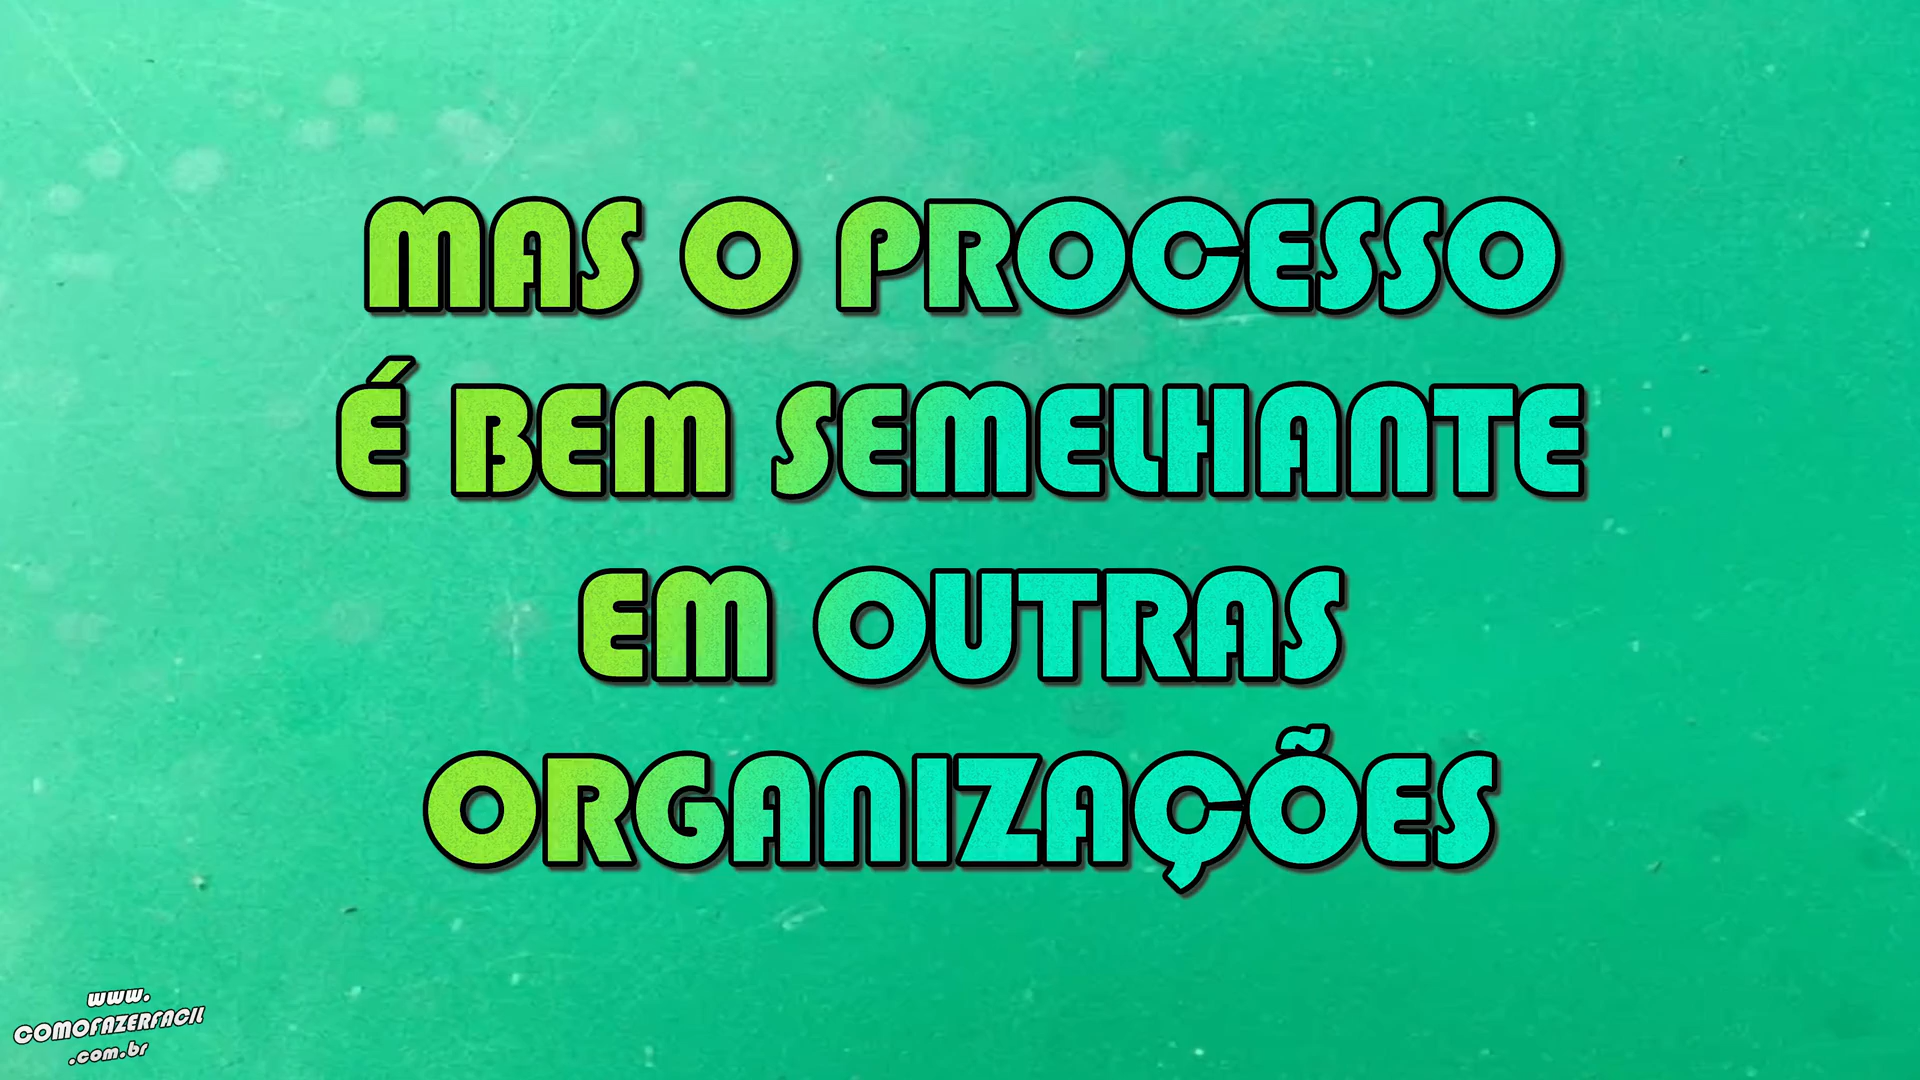 MAS O PROCESSO
É BEM SEMELHANTE
EM OUTRAS
ORGANIZAÇÕES
www.
COMOFAZERFACIL
.com.br